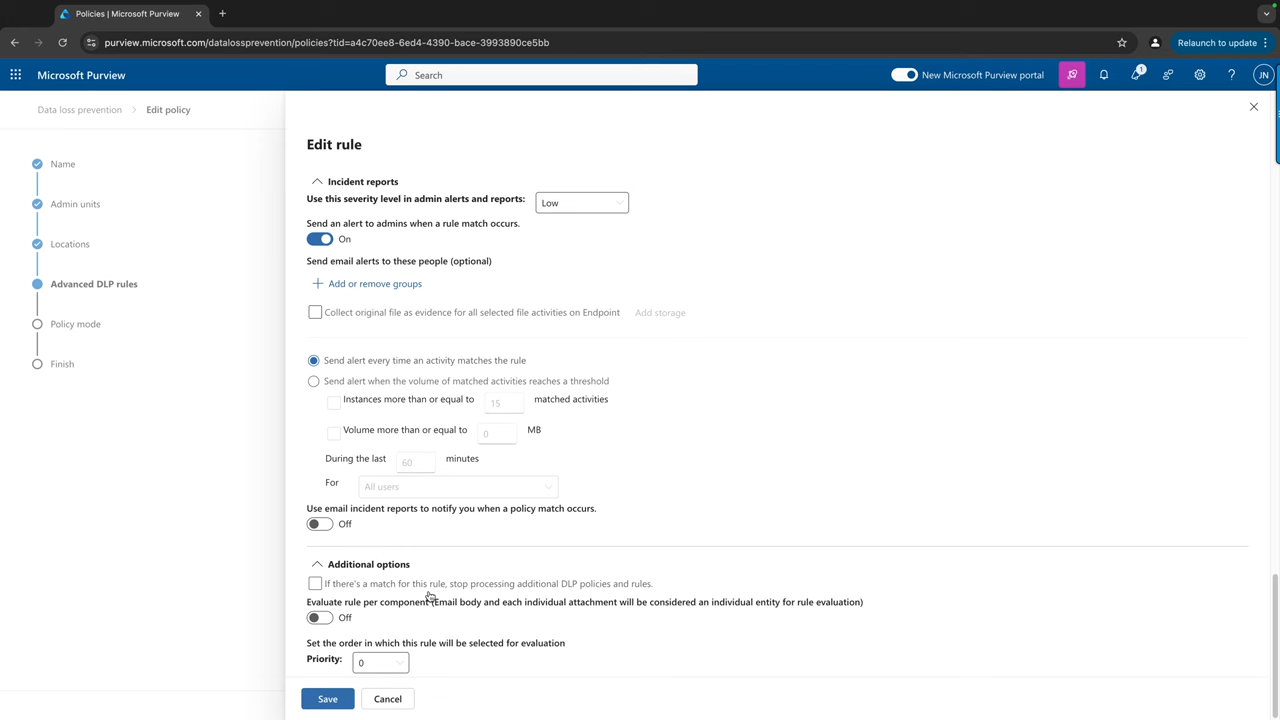 Policies | Microsoft Purview
purview.microsoft.com/datalossprevention/policies?tid=a4c70ee8-6ed4-4390-bace-3993890ce5bb
Relaunch to update
Microsoft Purview
Search
New Microsoft Purview portal
1
JN
Data loss prevention > Edit policy
Name
Admin units
Locations
Advanced DLP rules
Policy mode
Finish
Edit rule
Incident reports
Use this severity level in admin alerts and reports: Low
Send an alert to admins when a rule match occurs.
On
Send email alerts to these people (optional)
+ Add or remove groups
Collect original file as evidence for all selected file activities on Endpoint Add storage
Send alert every time an activity matches the rule
Send alert when the volume of matched activities reaches a threshold
Instances more than or equal to 15 matched activities
Volume more than or equal to 0 MB
During the last 60 minutes
For All users
Use email incident reports to notify you when a policy match occurs.
Off
Additional options
If there's a match for this rule, stop processing additional DLP policies and rules.
Evaluate rule per component (Email body and each individual attachment will be considered an individual entity for rule evaluation)
Off
Set the order in which this rule will be selected for evaluation
Priority: 0
Save Cancel